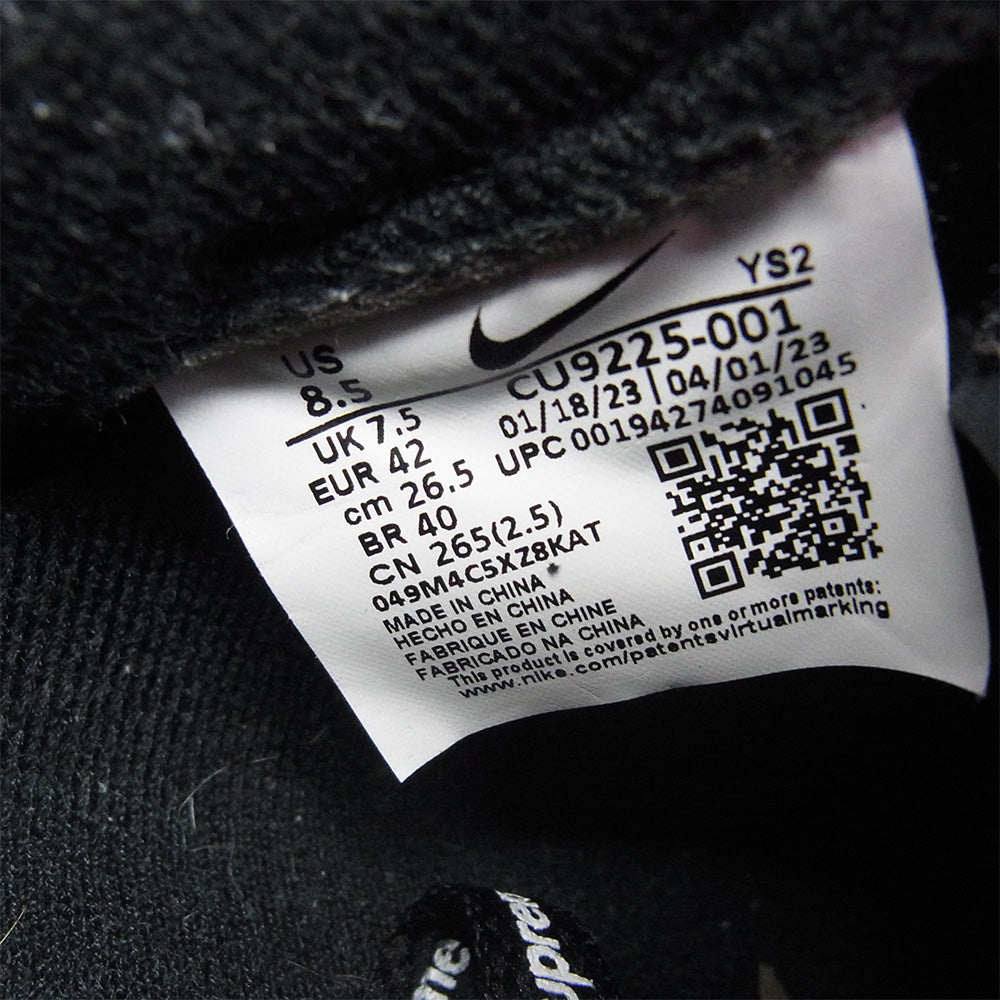 US
8.5
UK 7.5
EUR 42
cm 26.5
BR 40
CN 265(2.5)
049M4C5XZ8KAT
MADE IN CHINA
HECHO EN CHINA
FABRIQUE EN CHINE
FABRICADO NA CHINA
This product is covered by one or more patents:
www.nike.com/patentsvirtualmarking
YS2
CU9225-001
01/18/23 | 04/01/23
UPC 00194274091045